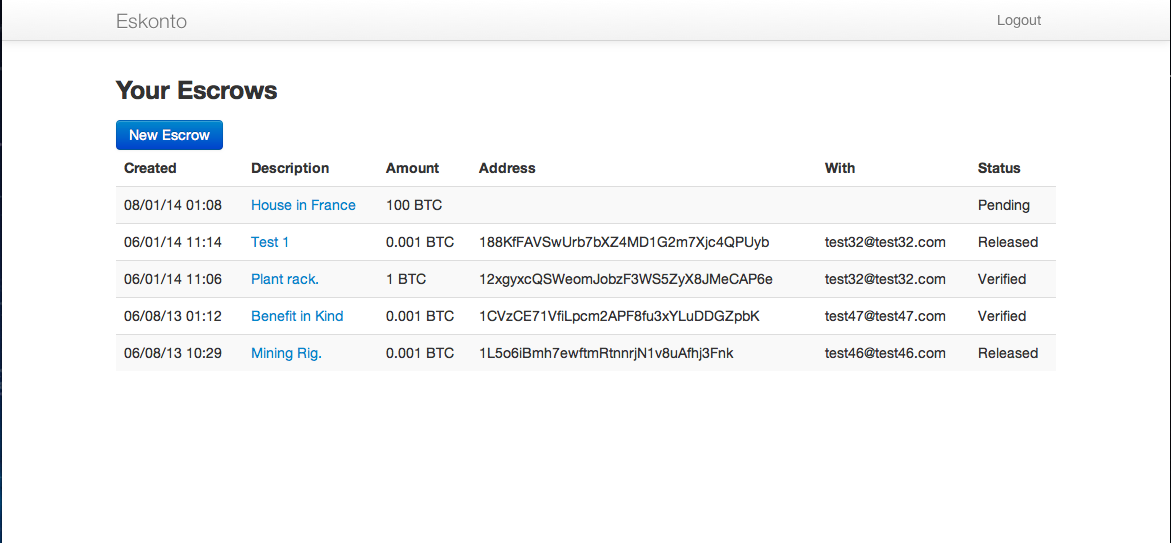 Eskonto Logout
Your Escrows
New Escrow
Created Description Amount Address With Status
08/01/14 01:08 House in France 100 BTC Pending
06/01/14 11:14 Test 1 0.001 BTC 188KfFAVSwUrb7bXZ4MD1G2m7Xjc4QPUyb test32@test32.com Released
06/01/14 11:06 Plant rack. 1 BTC 12xgyxcQSWeomJobzF3WS5ZyX8JMeCAP6e test32@test32.com Verified
06/08/13 01:12 Benefit in Kind 0.001 BTC 1CVzCE71VfiLpcm2APF8fu3xYLuDDGZpbK test47@test47.com Verified
06/08/13 10:29 Mining Rig. 0.001 BTC 1L5o6iBmh7ewftmRtnnrjN1v8uAfhj3Fnk test46@test46.com Released